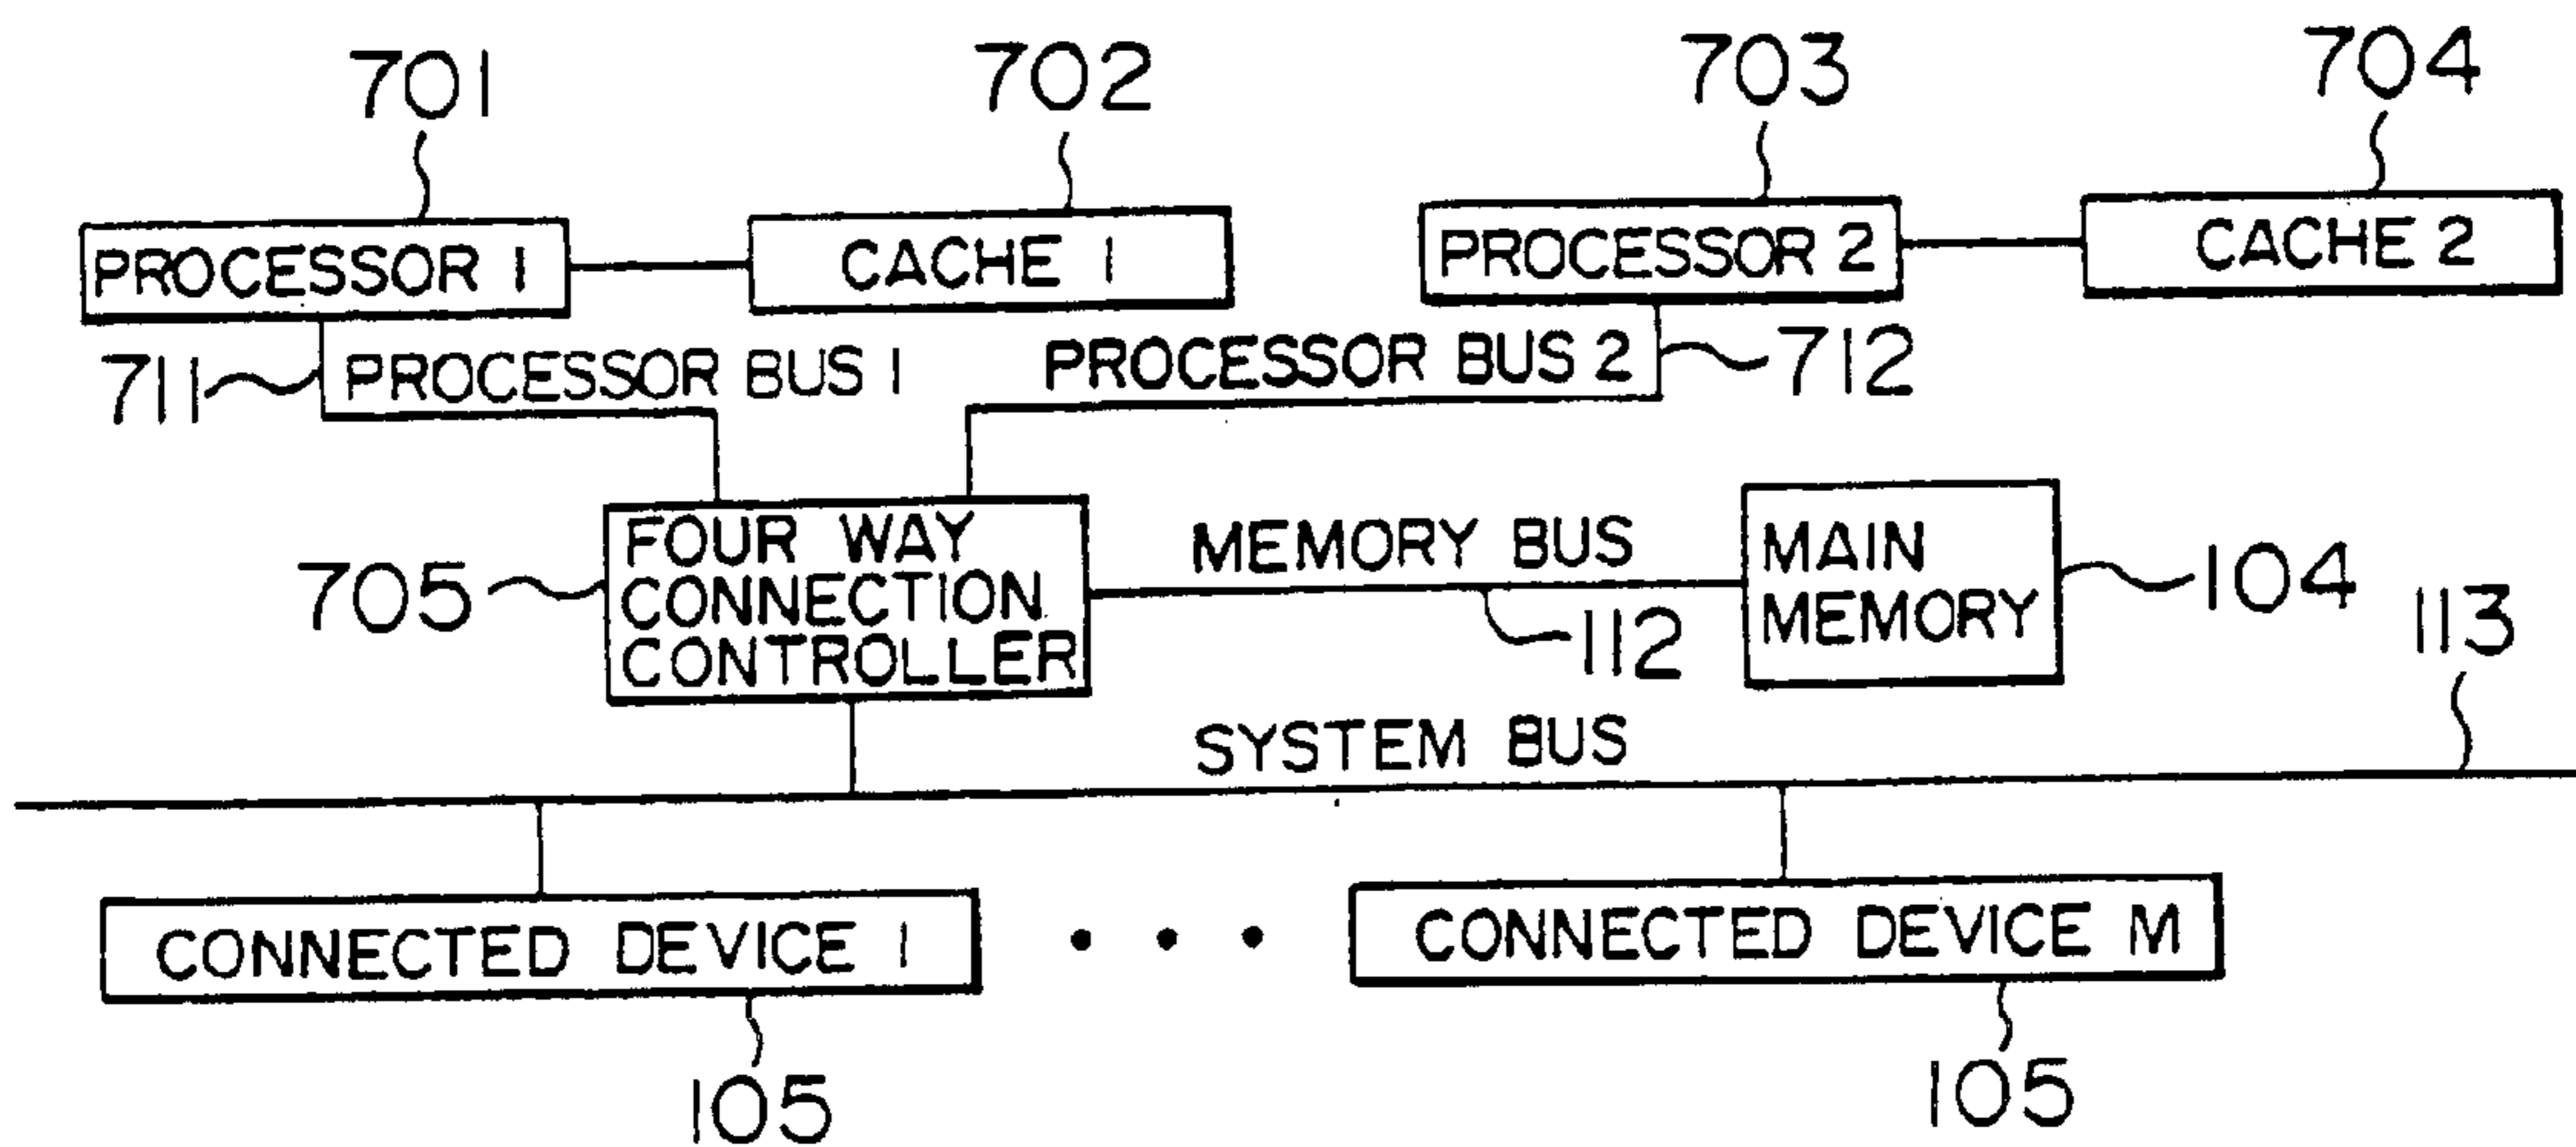 701
702
703
704
PROCESSOR 1
CACHE 1
PROCESSOR 2
CACHE 2
711
PROCESSOR BUS 1
PROCESSOR BUS 2
712
705
FOUR WAY
CONNECTION
CONTROLLER
MEMORY BUS
112
MAIN
MEMORY
104
113
SYSTEM BUS
CONNECTED DEVICE 1
CONNECTED DEVICE M
105
105